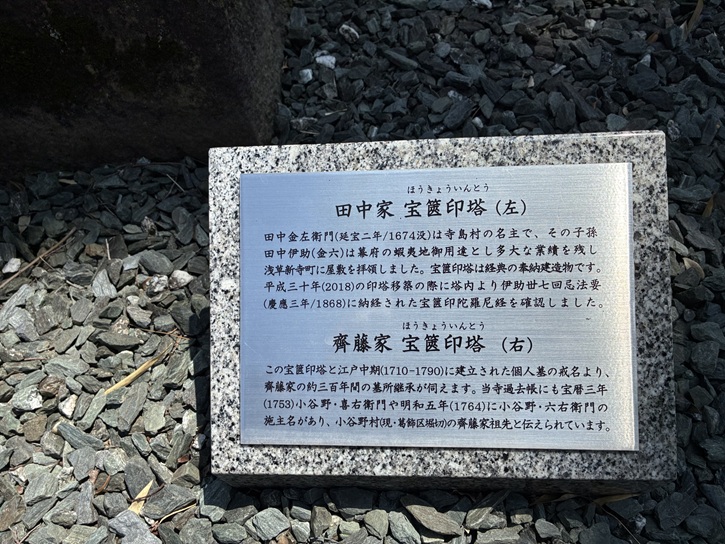 ほうきょういんとう
田中家 宝篋印塔 (左)
田中金左衛門(延宝二年/1674没)は寺島村の名主で、その子孫
田中伊助(金六)は幕府の蝦夷地御用達とし多大な業績を残し
浅草新寺町に屋敷を拝領しました。宝篋印塔は経典の奉納建造物です。
平成三十年(2018)の印塔移築の際に塔内より伊助丗七回忌法要
(慶應三年/1868)に納経された宝篋印陀羅尼経を確認しました。
ほうきょういんとう
齊藤家 宝篋印塔 (右)
この宝篋印塔と江戸中期(1710-1790)に建立された個人墓の戒名より、
齊藤家の約三百年間の墓所継承が伺えます。当寺過去帳にも宝暦三年
(1753)小谷野・喜右衛門や明和五年(1764)に小谷野・六右衛門の
施主名があり、小谷野村(現・葛飾区堀切)の齊藤家祖先と伝えられています。